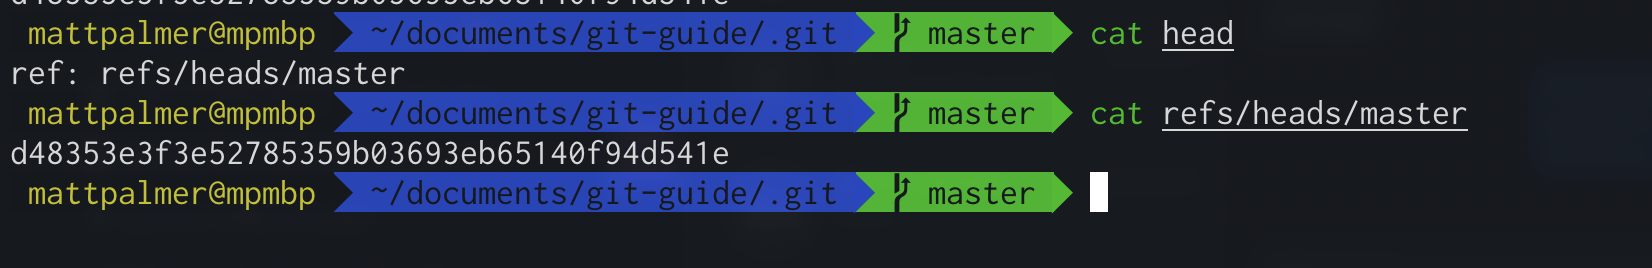 d48353e3f3e52785359b03693eb65140f94d541e
mattpalmer@mpmbp ~/documents/git-guide/.git master cat head
ref: refs/heads/master
mattpalmer@mpmbp ~/documents/git-guide/.git master cat refs/heads/master
d48353e3f3e52785359b03693eb65140f94d541e
mattpalmer@mpmbp ~/documents/git-guide/.git master